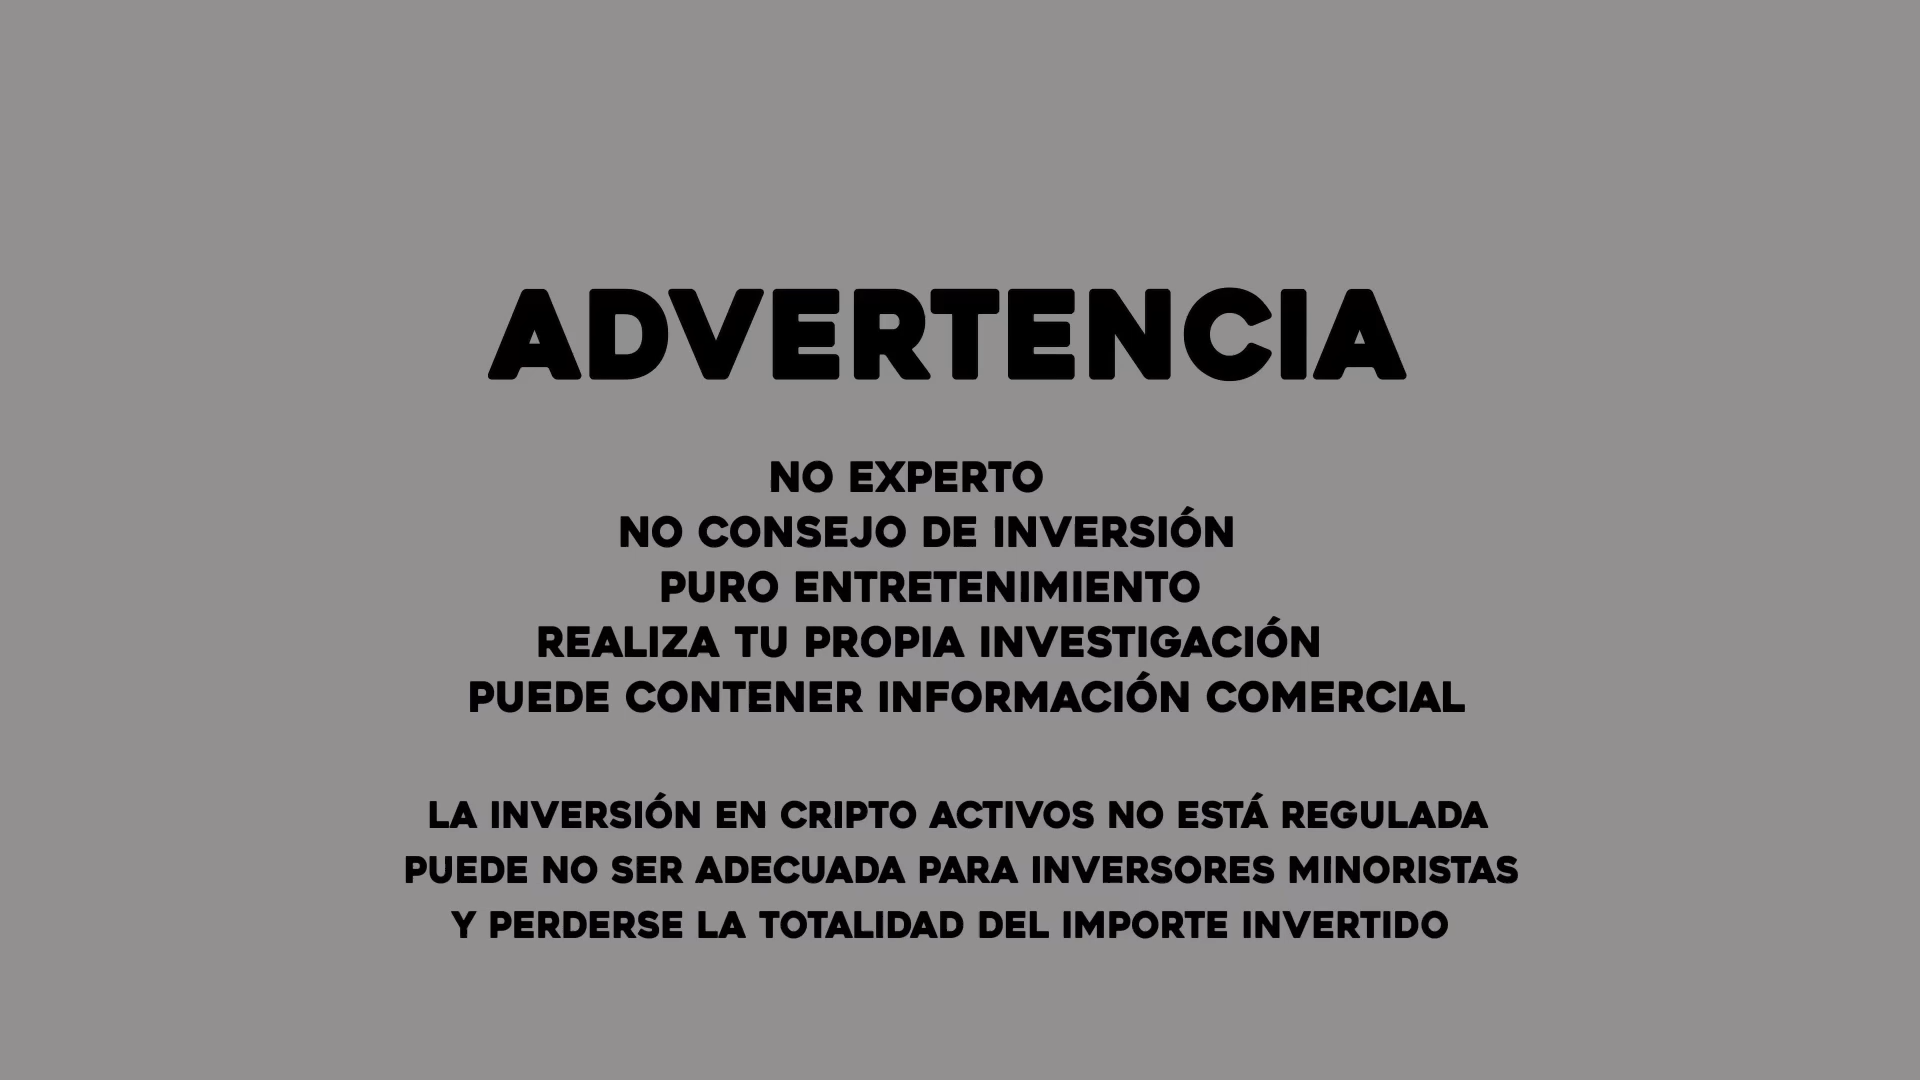 ADVERTENCIA
NO EXPERTO
NO CONSEJO DE INVERSIÓN
PURO ENTRETENIMIENTO
REALIZA TU PROPIA INVESTIGACIÓN
PUEDE CONTENER INFORMACIÓN COMERCIAL
LA INVERSIÓN EN CRIPTO ACTIVOS NO ESTÁ REGULADA
PUEDE NO SER ADECUADA PARA INVERSORES MINORISTAS
Y PERDERSE LA TOTALIDAD DEL IMPORTE INVERTIDO